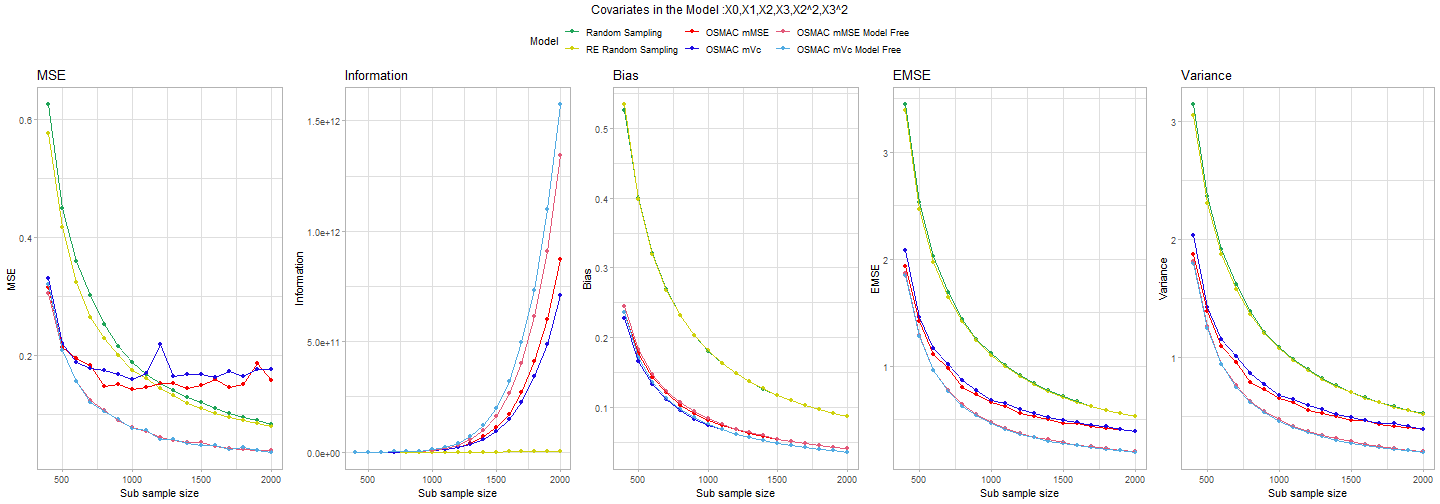 Covariates in the Model :X0,X1,X2,X3,X2^2,X3^2
Model
Random Sampling
OSMAC mMSE
OSMAC mMSE Model Free
RE Random Sampling
OSMAC mVc
OSMAC mVc Model Free
MSE
Information
Bias
EMSE
Variance
MSE
0.6
0.4
0.2
500
1000
1500
2000
Sub sample size
Information
1.5e+12
1.0e+12
5.0e+11
0.0e+00
500
1000
1500
2000
Sub sample size
Bias
0.5
0.4
0.3
0.2
0.1
500
1000
1500
2000
Sub sample size
EMSE
3
2
1
500
1000
1500
2000
Sub sample size
Variance
3
2
1
500
1000
1500
2000
Sub sample size